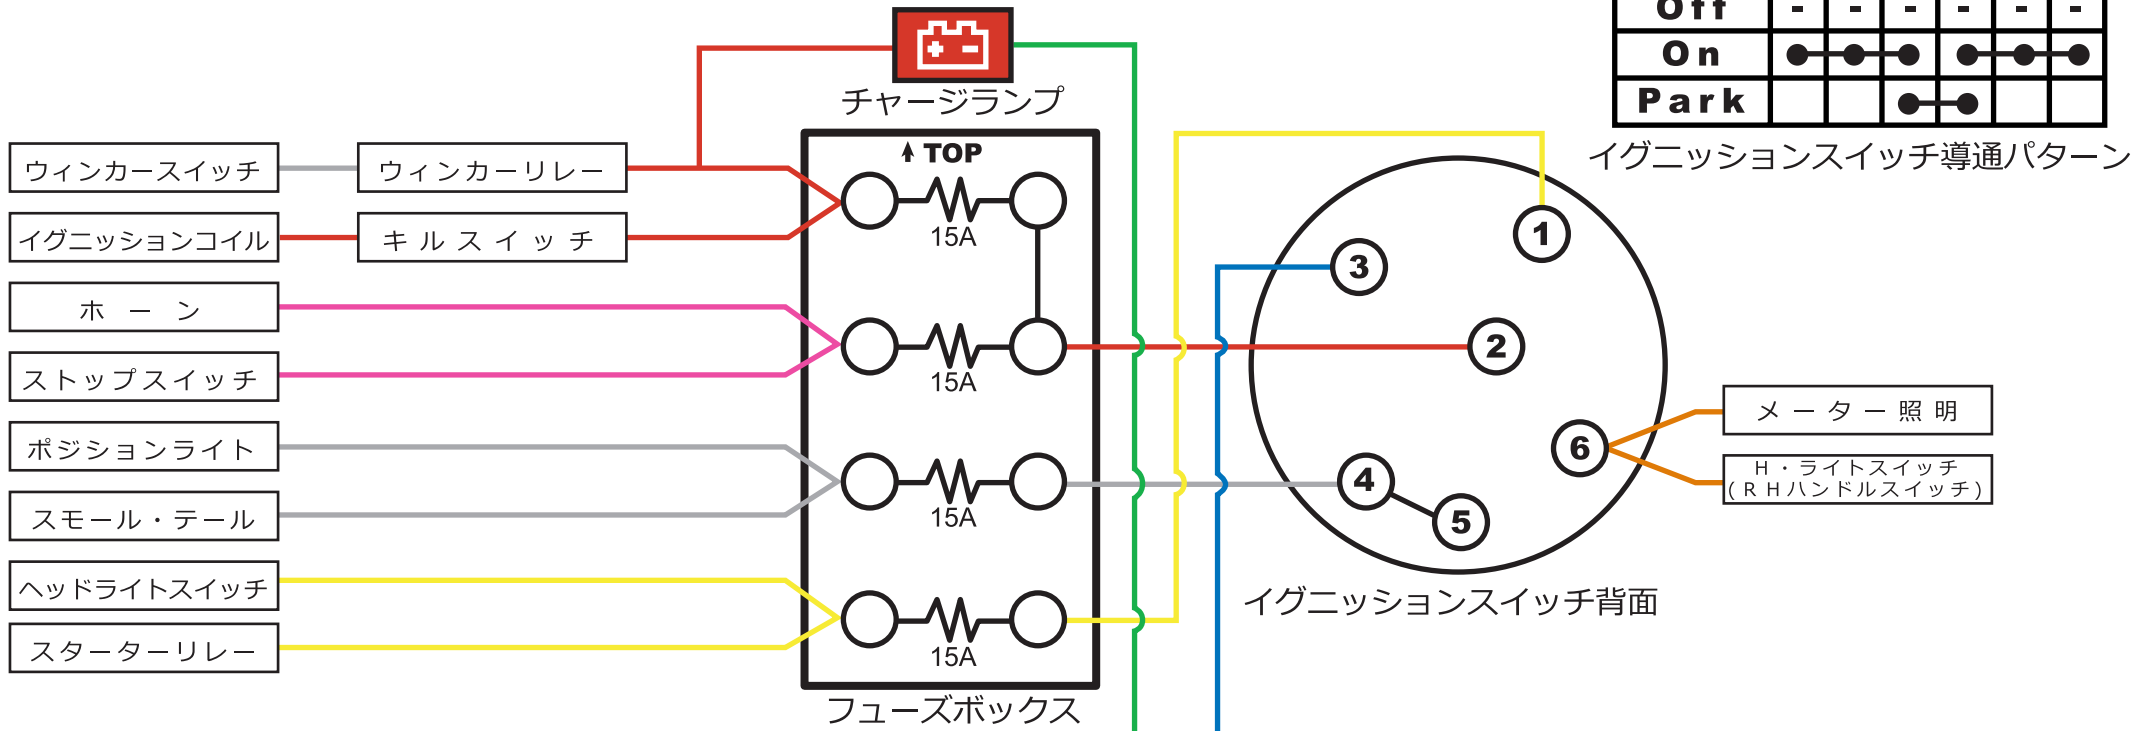 Off - - - - - -
On
Park
イグニッションスイッチ導通パターン
チャージランプ
TOP
ウィンカースイッチ
ウィンカーリレー
イグニッションコイル
キルスイッチ
15A
ホーン
ストップスイッチ
15A
ポジションライト
スモール・テール
15A
ヘッドライトスイッチ
スターターリレー
15A
フューズボックス
1
3
2
6
4
5
イグニッションスイッチ背面
メーター照明
H・ライトスイッチ
(RHハンドルスイッチ)